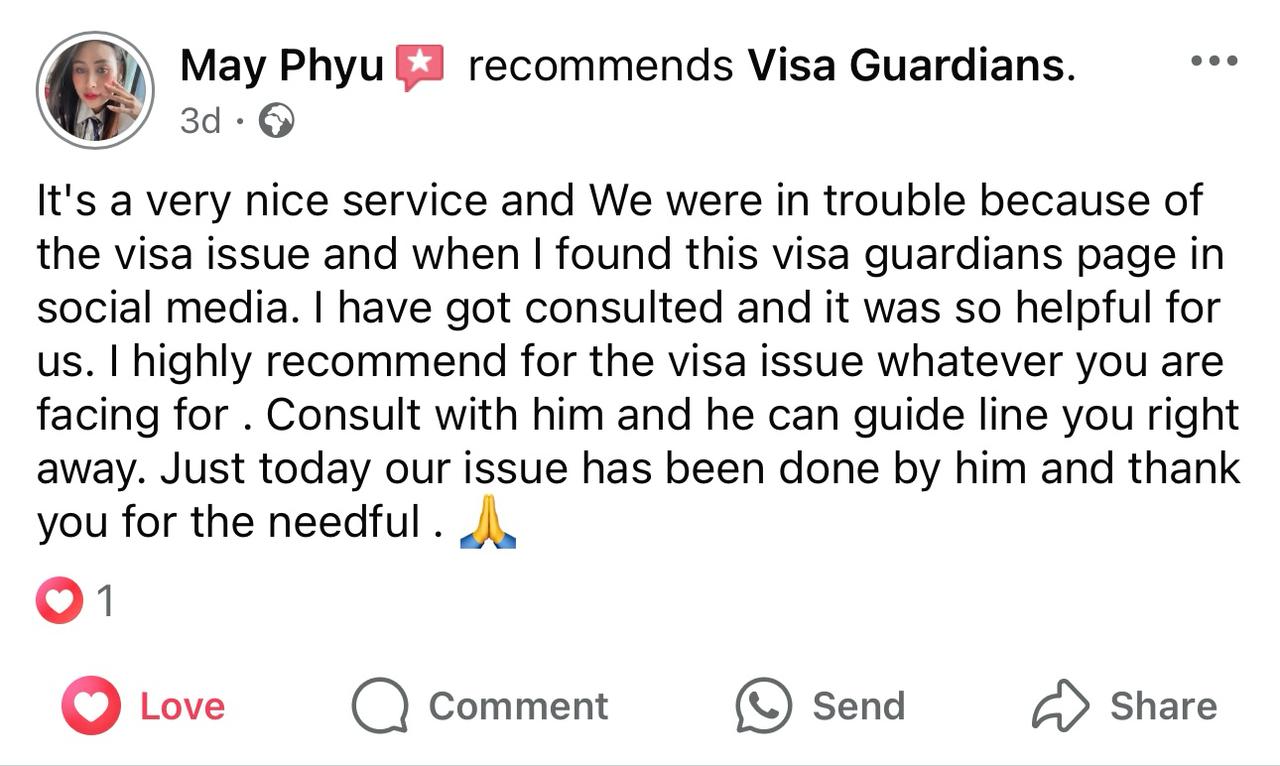 May Phyu recommends Visa Guardians.
3d ·
It's a very nice service and We were in trouble because of
the visa issue and when I found this visa guardians page in
social media. I have got consulted and it was so helpful for
us. I highly recommend for the visa issue whatever you are
facing for . Consult with him and he can guide line you right
away. Just today our issue has been done by him and thank
you for the needful . 🙏
1
Love Comment Send Share